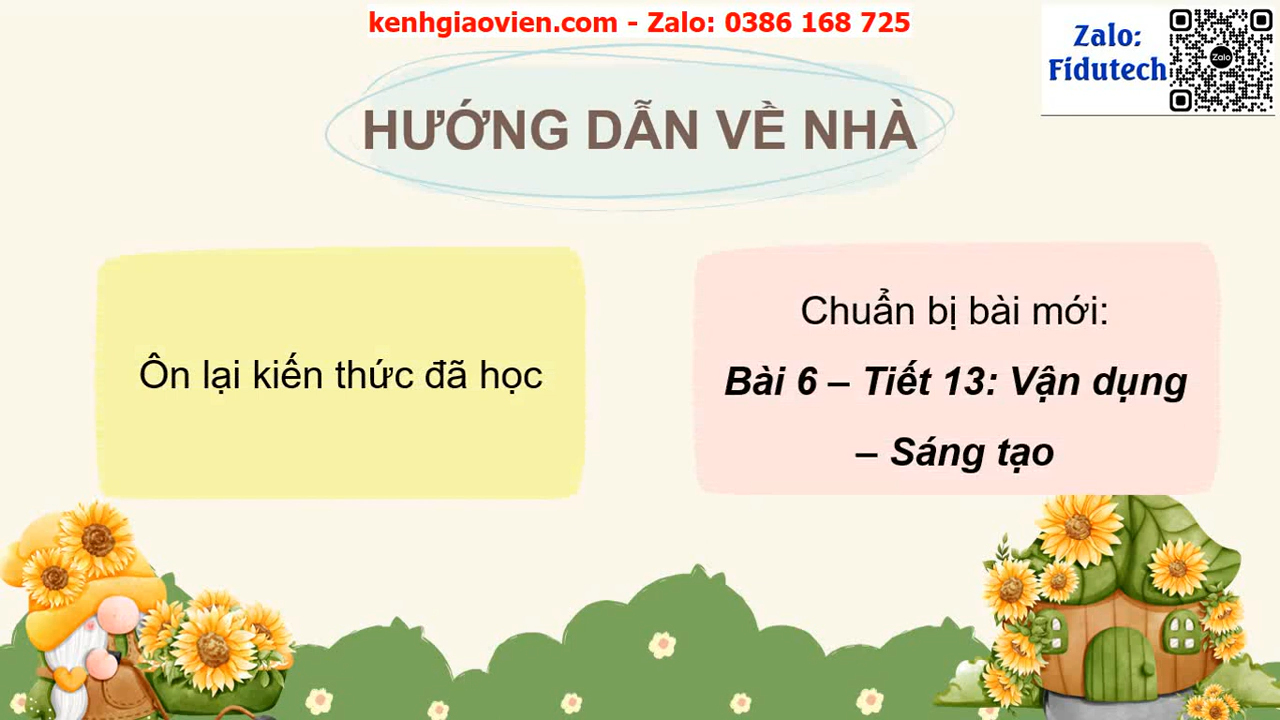 kenhgiaovien.com - Zalo: 0386 168 725
Zalo:
Fidutech
Zalo
HƯỚNG DẪN VỀ NHÀ
Ôn lại kiến thức đã học
Chuẩn bị bài mới:
Bài 6 – Tiết 13: Vận dụng
– Sáng tạo